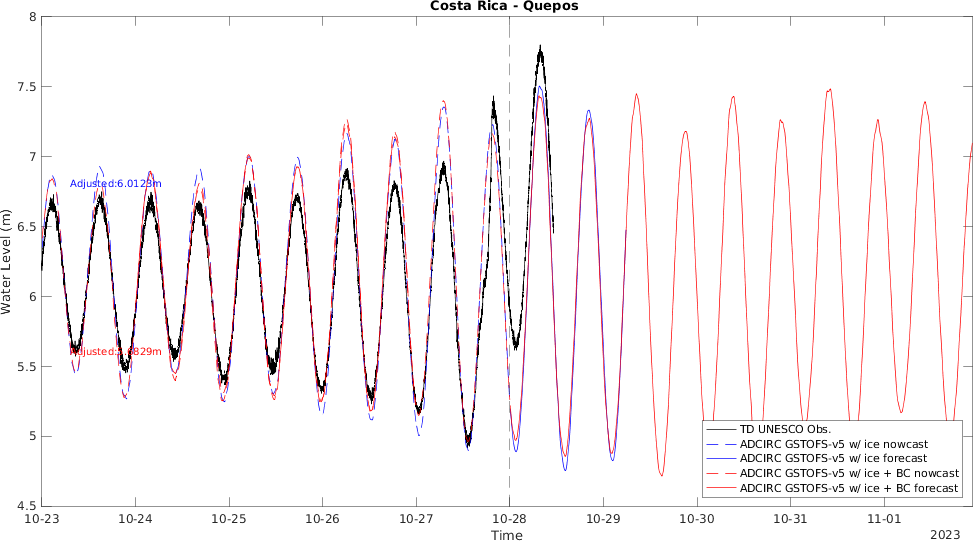 Costa Rica - Quepos
8
7.5
7
6.5
6
5.5
5
4.5
Water Level (m)
Adjusted:6.0123m
TD UNESCO Obs.
ADCIRC GSTOFS-v5 w/ ice nowcast
ADCIRC GSTOFS-v5 w/ ice forecast
ADCIRC GSTOFS-v5 w/ ice + BC nowcast
ADCIRC GSTOFS-v5 w/ ice + BC forecast
10-23 10-24 10-25 10-26 10-27 10-28 10-29 10-30 10-31 11-01
Time
2023